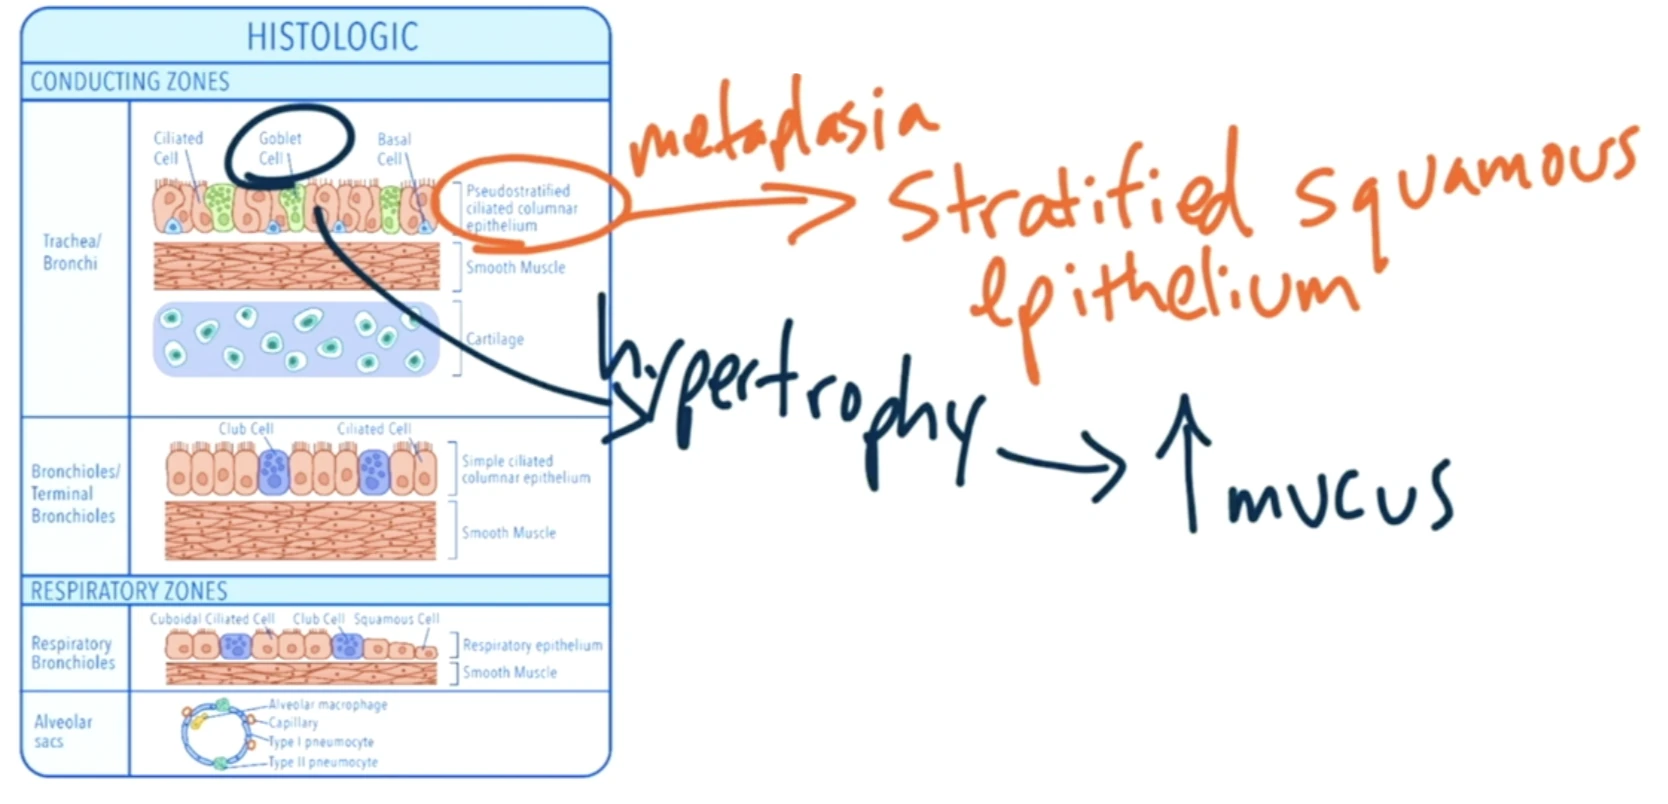 HISTOLOGIC
CONDUCTING ZONES
Trachea/
Bronchi
Ciliated
Cell
Goblet
Cell
Basal
Cell
Pseudostratified
ciliated columnar
epithelium
Smooth Muscle
Cartilage
metaplasia
Stratified squamous
epithelium
hypertrophy → ↑ mucus
Bronchioles/
Terminal
Bronchioles
Club Cell
Ciliated Cell
Simple ciliated
columnar epithelium
Smooth Muscle
RESPIRATORY ZONES
Respiratory
Bronchioles
Cuboidal Ciliated Cell
Club Cell
Squamous Cell
Respiratory epithelium
Smooth Muscle
Alveolar
sacs
Alveolar macrophage
Capillary
Type I pneumocyte
Type II pneumocyte